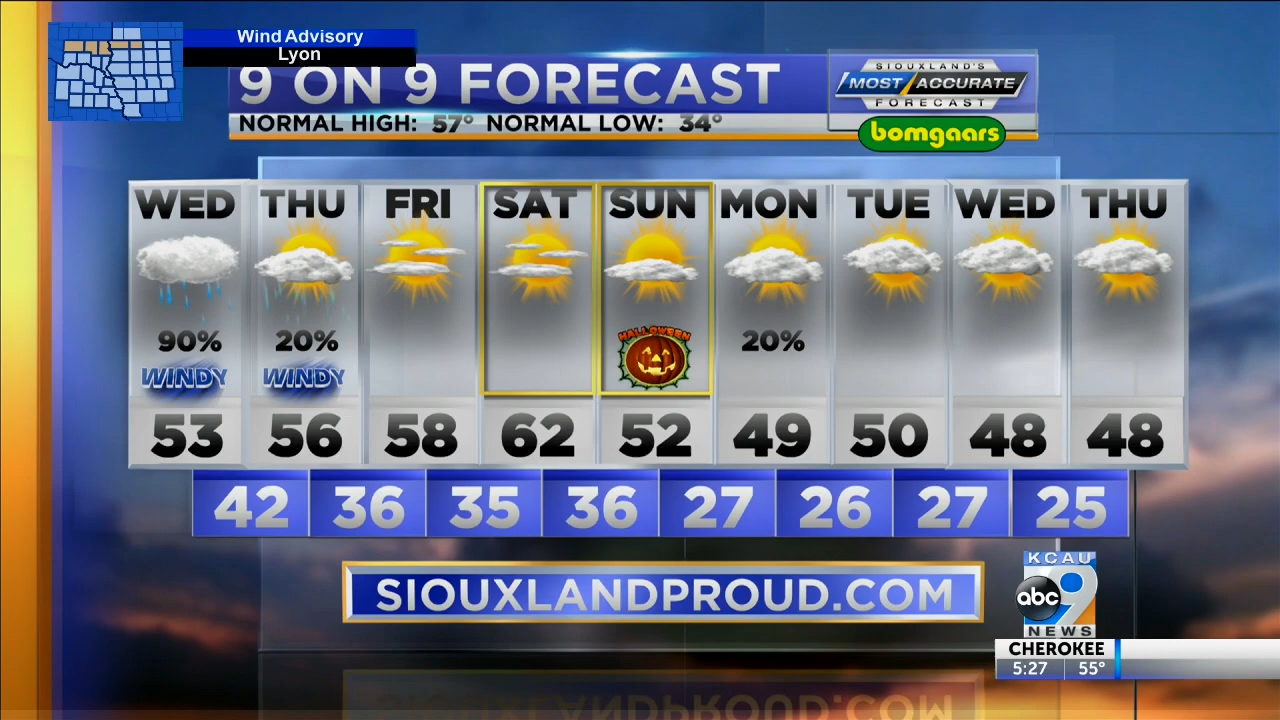 Wind Advisory
Lyon
9 ON 9 FORECAST
NORMAL HIGH: 57° NORMAL LOW: 34°
SIOUXLAND'S
MOST ACCURATE
FORECAST
bomgaars
WED THU FRI SAT SUN MON TUE WED THU
HALLOWEEN
90% 20% 20%
WINDY WINDY
53 56 58 62 52 49 50 48 48
42 36 35 36 27 26 27 25
SIOUXLANDPROUD.COM
KCAU
abc 9
NEWS
CHEROKEE
5:27 55°